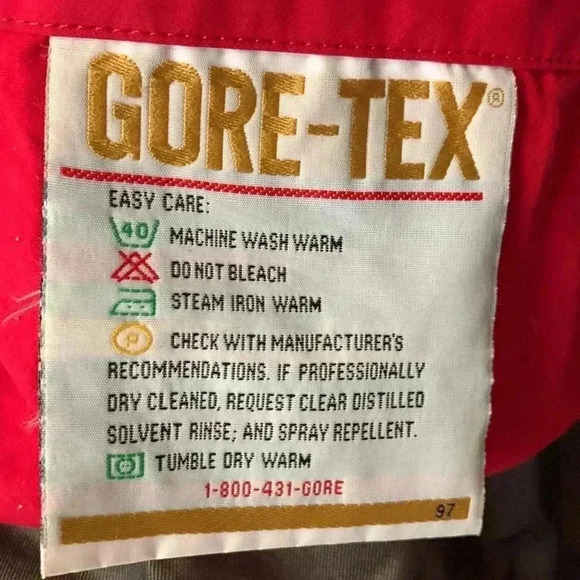 GORE-TEX®
EASY CARE:
40 MACHINE WASH WARM
DO NOT BLEACH
STEAM IRON WARM
P CHECK WITH MANUFACTURER'S
RECOMMENDATIONS. IF PROFESSIONALLY
DRY CLEANED, REQUEST CLEAR DISTILLED
SOLVENT RINSE; AND SPRAY REPELLENT.
TUMBLE DRY WARM
1-800-431-GORE
97